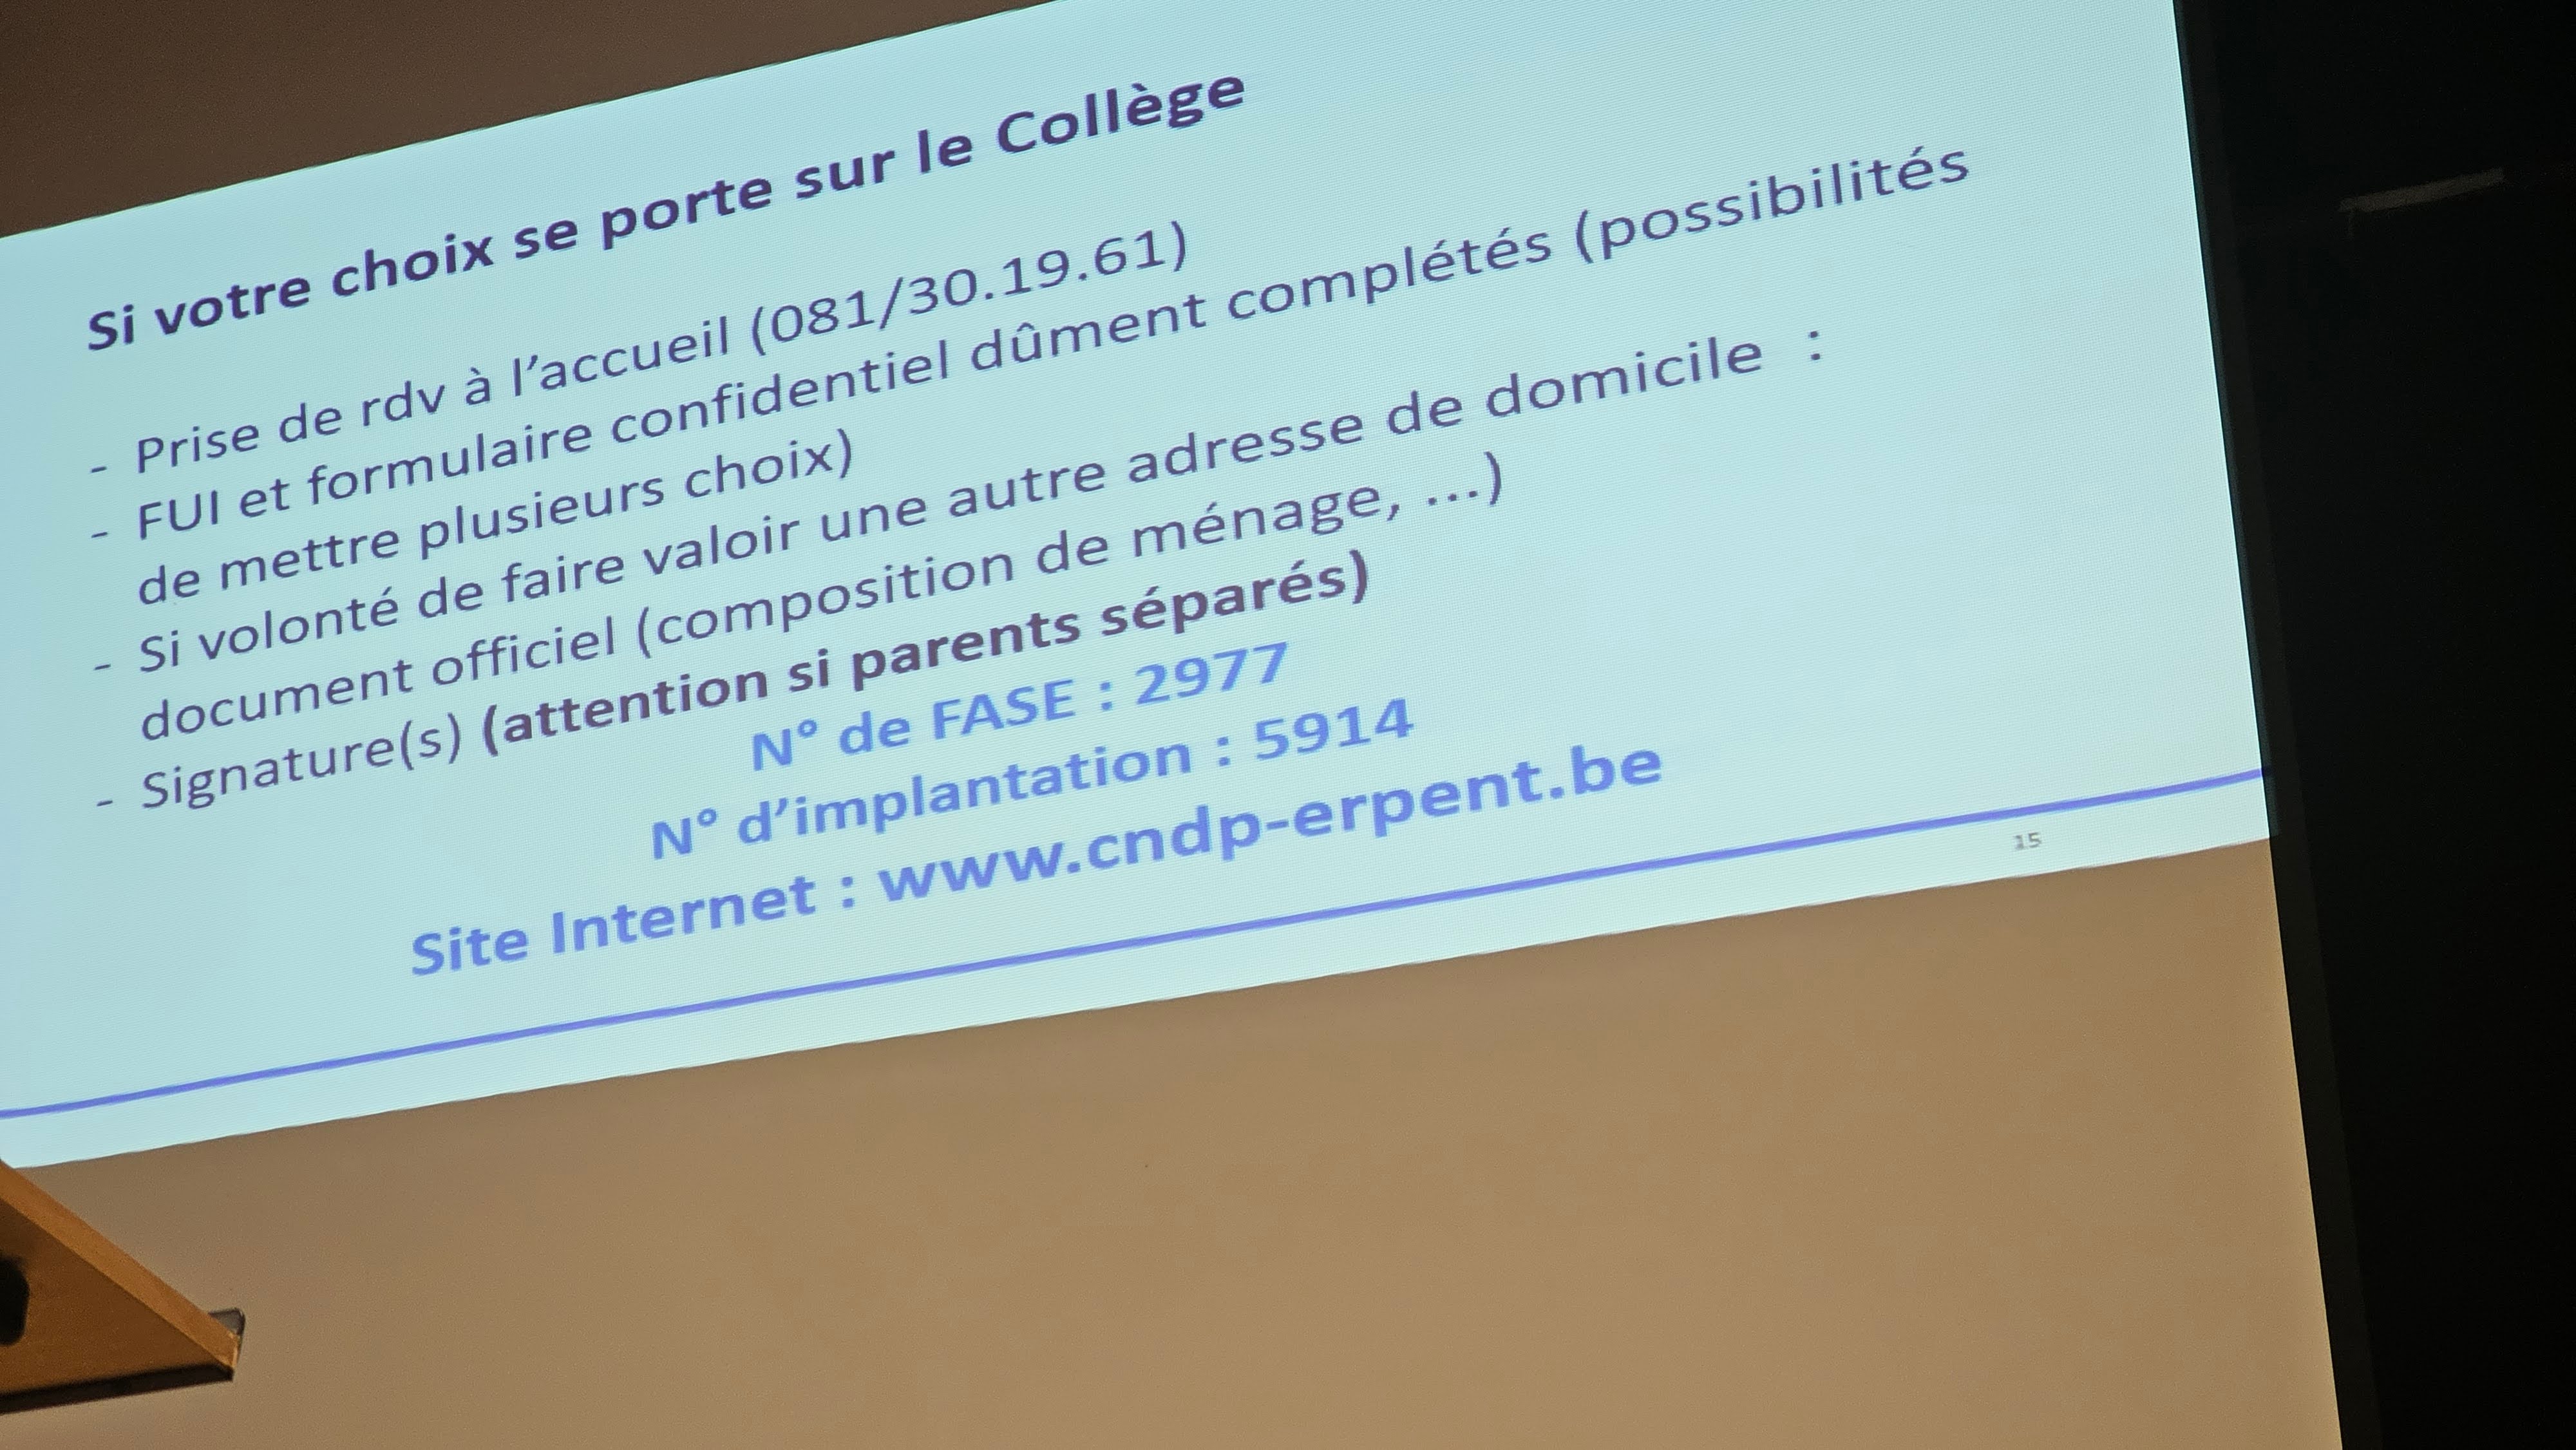 Si votre choix se porte sur le Collège
- Prise de rdv à l’accueil (081/30.19.61)
- FUI et formulaire confidentiel dûment complétés (possibilités
de mettre plusieurs choix)
- Si volonté de faire valoir une autre adresse de domicile :
document officiel (composition de ménage, ...)
- Signature(s) (attention si parents séparés)
N° de FASE : 2977
N° d’implantation : 5914
Site Internet : www.cndp-erpent.be
15